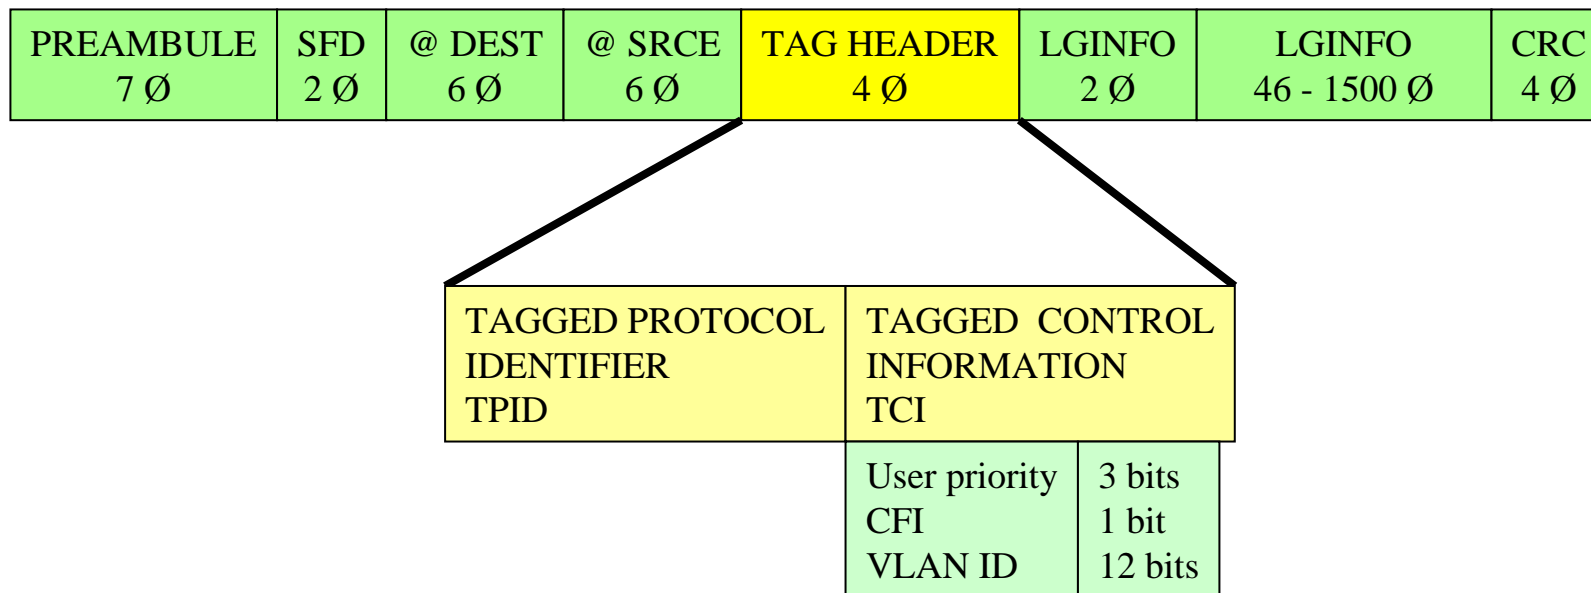 PREAMBULE SFD @ DEST @ SRCE TAG HEADER LGINFO LGINFO CRC
7 Ø 2 Ø 6 Ø 6 Ø 4 Ø 2 Ø 46 - 1500 Ø 4 Ø
TAGGED PROTOCOL
IDENTIFIER
TPID
TAGGED CONTROL
INFORMATION
TCI
User priority 3 bits
CFI 1 bit
VLAN ID 12 bits